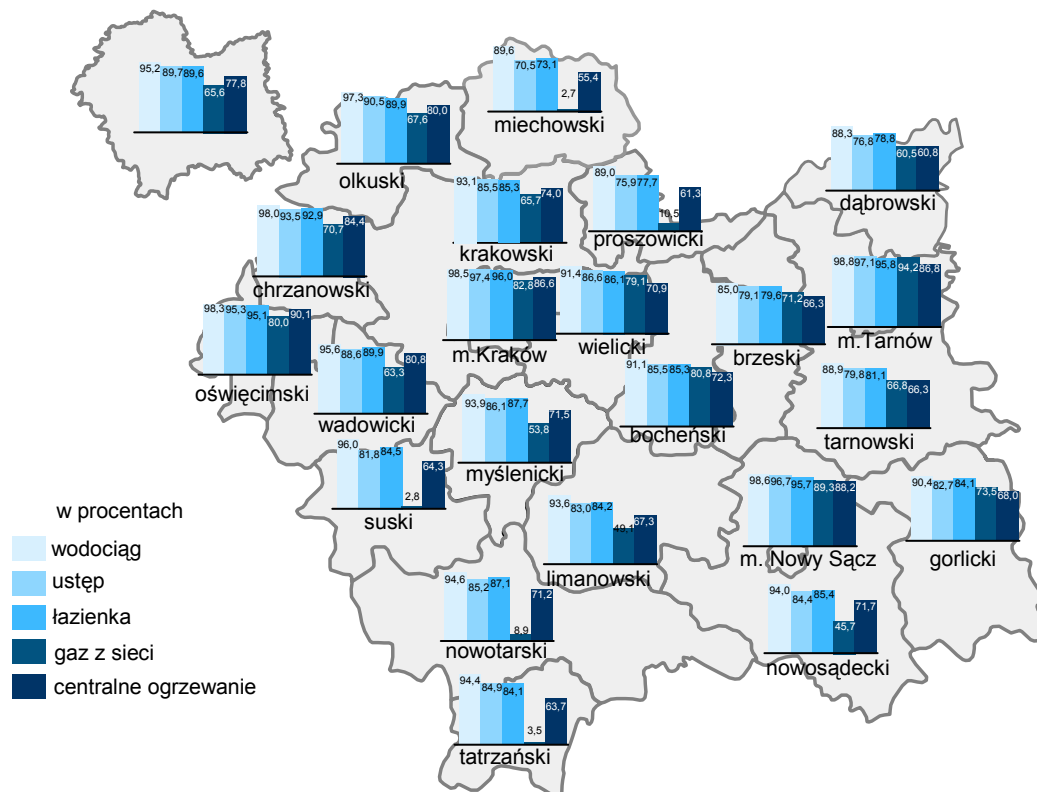 95,2 89,7 89,6 65,6 77,8
89,6 70,5 73,1 2,7 55,4
miechowski
97,3 90,5 89,9 67,6 80,0
olkuski
88,3 76,8 78,8 60,5 60,8
dąbrowski
93,1 85,5 85,3 65,7 74,0
krakowski
89,0 75,9 77,7 10,5 61,3
proszowicki
98,0 93,5 92,9 70,7 84,4
chrzanowski
98,5 97,4 96,0 82,8 86,6
m.Kraków
91,4 86,6 86,1 79,1 70,9
wielicki
85,0 79,1 79,6 71,2 66,3
brzeski
98,8 97,1 95,8 94,2 86,8
m.Tarnów
98,3 95,3 95,1 80,0 90,1
oświęcimski
95,6 88,6 89,9 63,3 80,8
wadowicki
93,9 86,1 87,7 53,8 71,5
myślenicki
91,1 85,5 85,3 80,8 72,3
bocheński
88,9 79,8 81,1 66,8 66,3
tarnowski
96,0 81,8 84,5 2,8 64,3
suski
93,6 83,0 84,2 49,1 67,3
limanowski
98,6 96,7 95,7 89,3 88,2
m. Nowy Sącz
90,4 82,7 84,1 73,5 68,0
gorlicki
94,6 85,2 87,1 8,9 71,2
nowotarski
94,0 84,4 85,4 45,7 71,7
nowosądecki
94,4 84,9 84,1 3,5 63,7
tatrzański
w procentach
wodociąg
ustęp
łazienka
gaz z sieci
centralne ogrzewanie